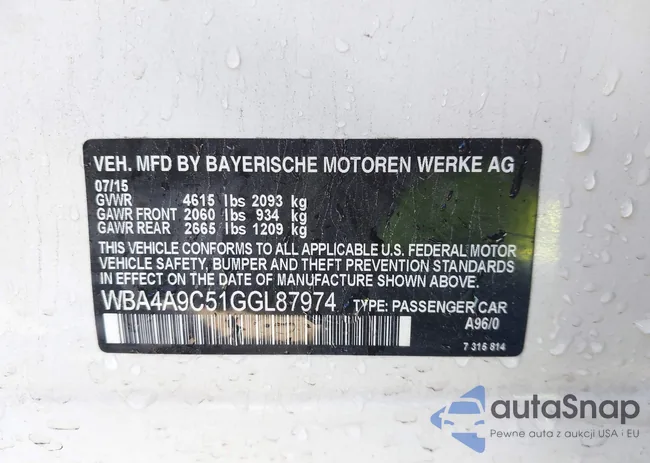 VEH. MFD BY BAYERISCHE MOTOREN WERKE AG
07/15
GVWR 4615 lbs 2093 kg
GAWR FRONT 2060 lbs 934 kg
GAWR REAR 2665 lbs 1209 kg
THIS VEHICLE CONFORMS TO ALL APPLICABLE U.S. FEDERAL MOTOR
VEHICLE SAFETY, BUMPER AND THEFT PREVENTION STANDARDS
IN EFFECT ON THE DATE OF MANUFACTURE SHOWN ABOVE.
WBA4A9C51GGL87974 TYPE: PASSENGER CAR
A96/0
7 315 814
autoSnap
Pewne auta z aukcji USA i EU